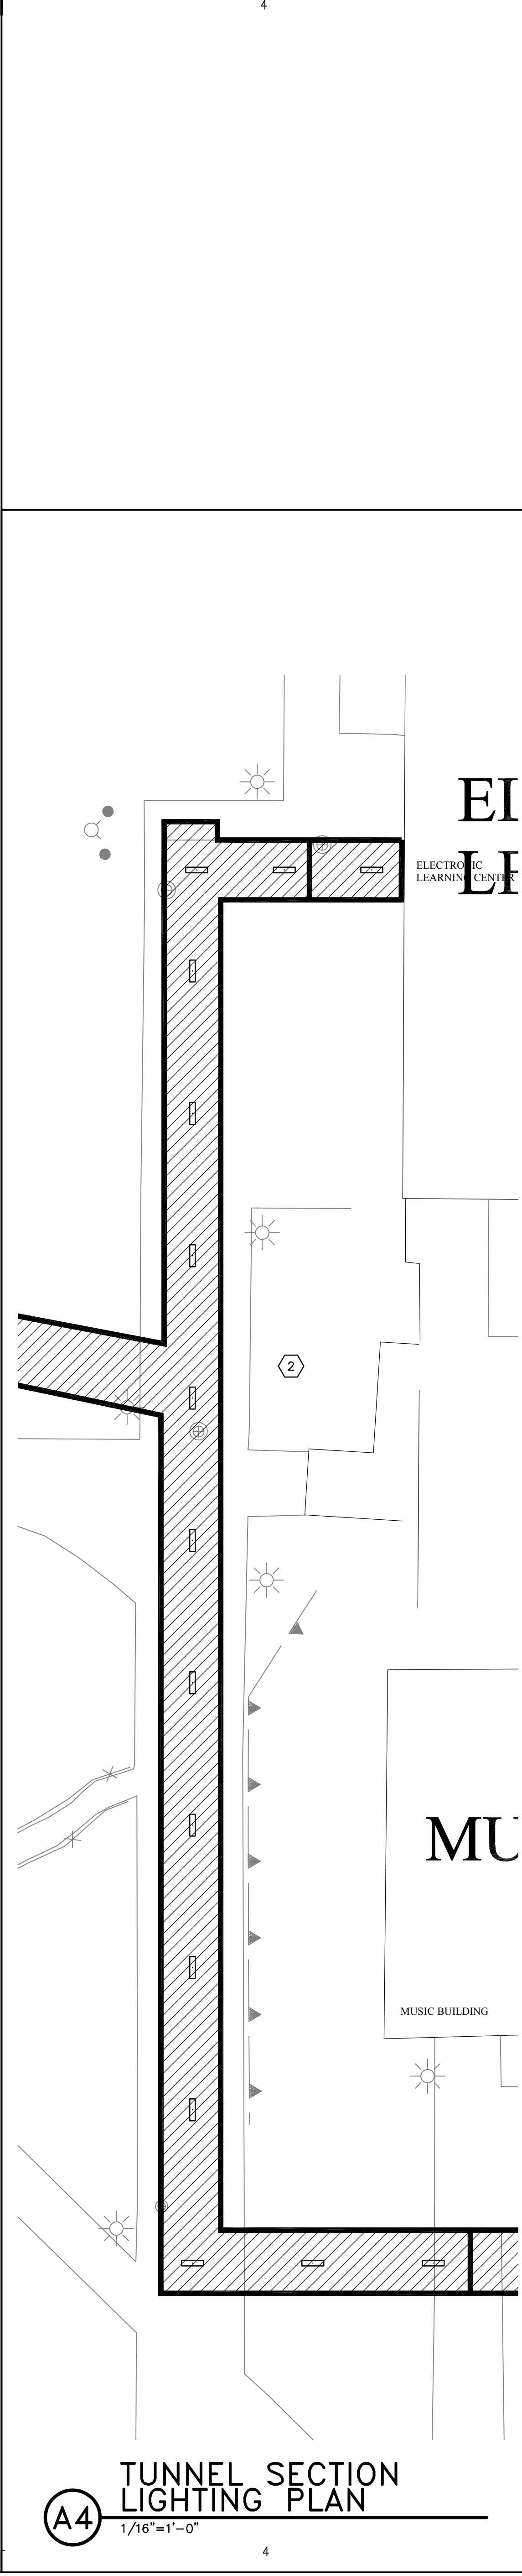 4
EL
LE
ELECTRONIC
LEARNING CENTER
2
MU
MUSIC BUILDING
TUNNEL SECTION
LIGHTING PLAN
A4
1/16"=1'-0"
4